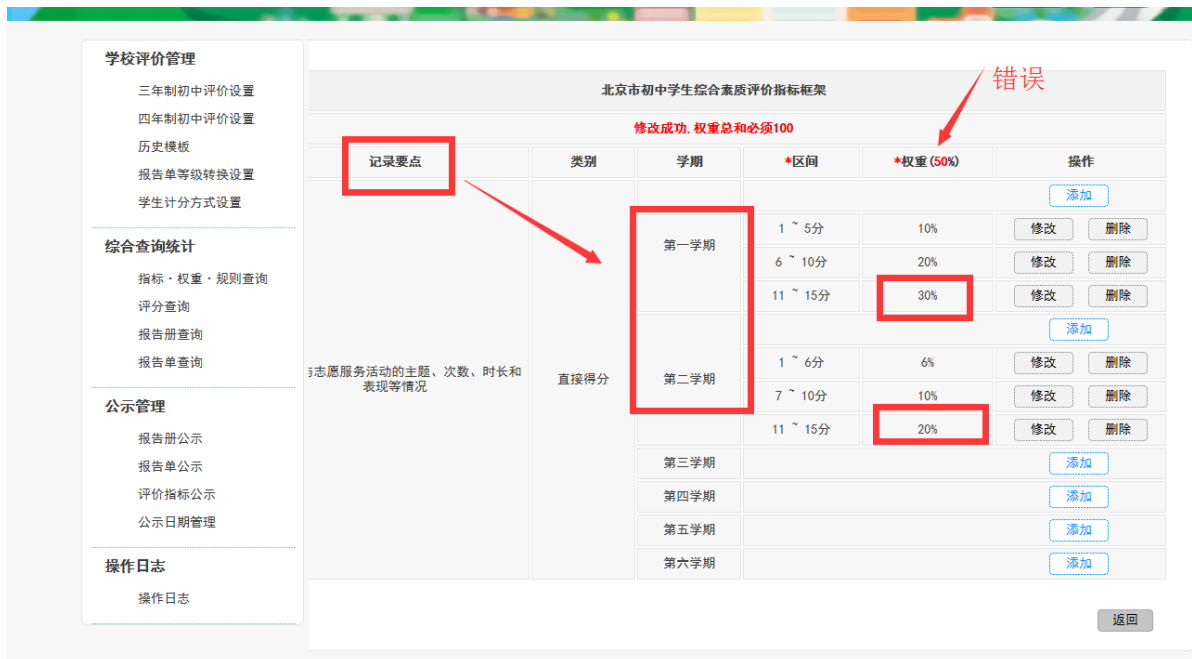 学校评价管理
三年制初中评价设置
四年制初中评价设置
历史模板
报告单等级转换设置
学生计分方式设置
综合查询统计
指标·权重·规则查询
评分查询
报告册查询
报告单查询
公示管理
报告册公示
报告单公示
评价指标公示
公示日期管理
操作日志
操作日志
错误
北京市初中学生综合素质评价指标框架
修改成功,权重总和必须100
记录要点 类别 学期 *区间 *权重(50%) 操作
添加
第一学期
1 ~ 5分 10% 修改 删除
6 ~ 10分 20% 修改 删除
11 ~ 15分 30% 修改 删除
添加
志愿服务活动的主题、次数、时长和
表现等情况
直接得分
第二学期
1 ~ 6分 6% 修改 删除
7 ~ 10分 10% 修改 删除
11 ~ 15分 20% 修改 删除
第三学期 添加
第四学期 添加
第五学期 添加
第六学期 添加
返回